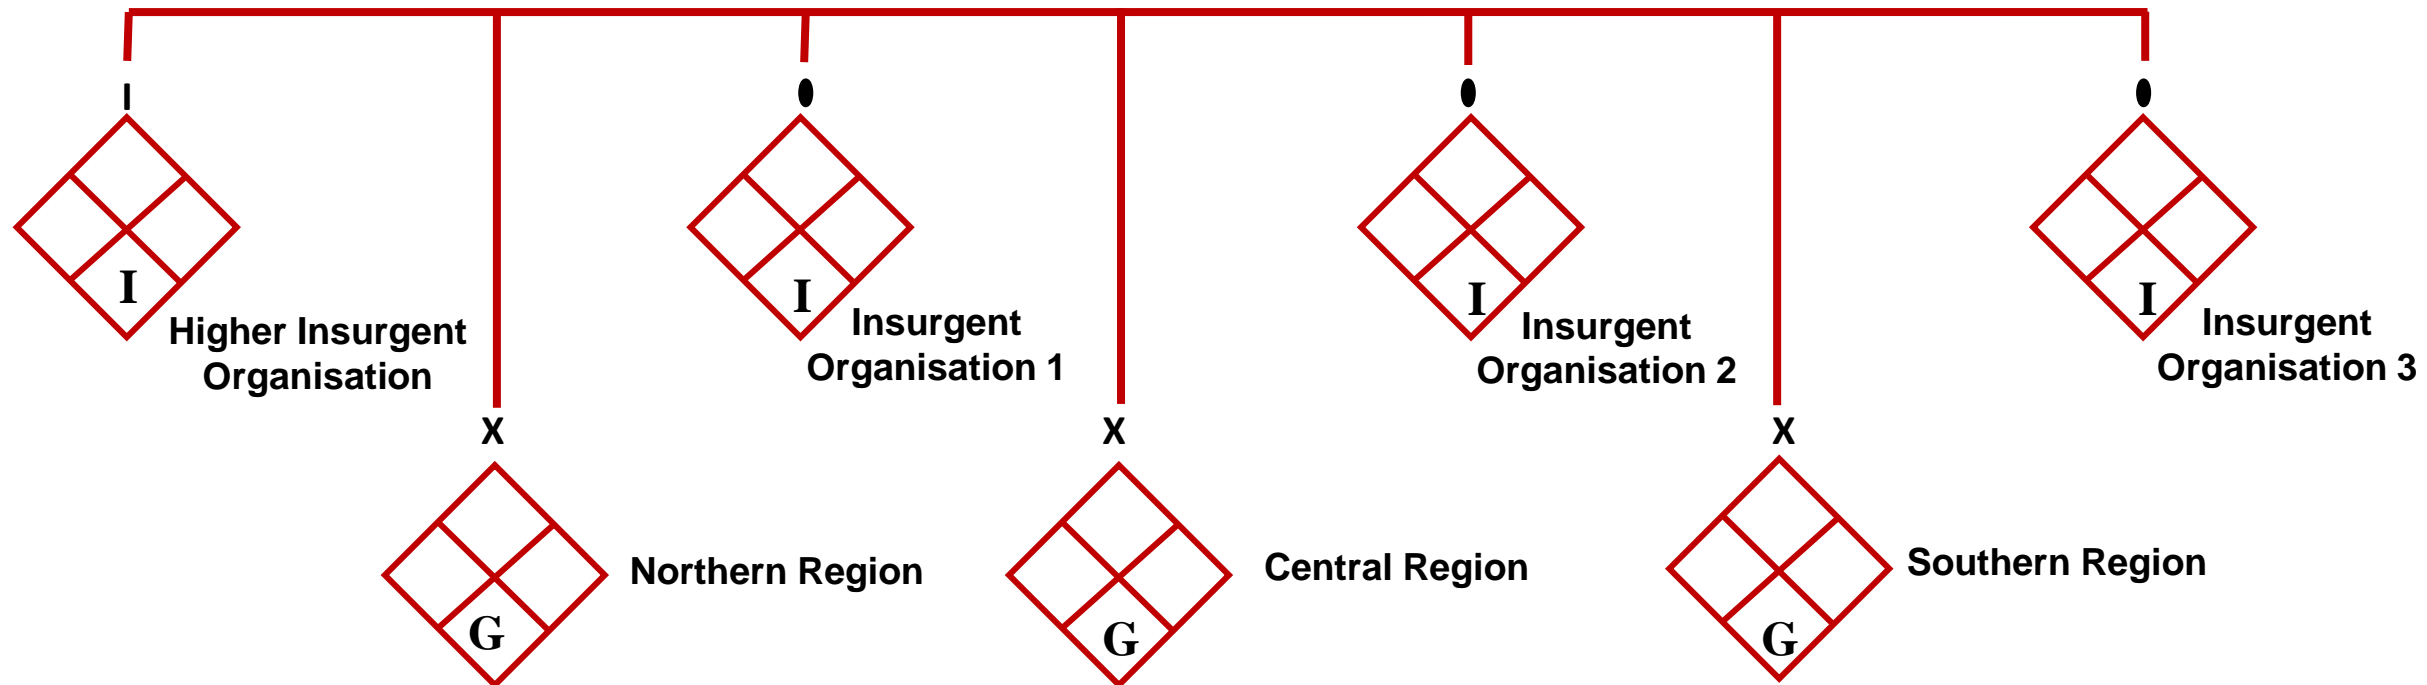 I
I
Higher Insurgent
Organisation
I
Insurgent
Organisation 1
I
Insurgent
Organisation 2
I
Insurgent
Organisation 3
X
G
Northern Region
X
G
Central Region
X
G
Southern Region